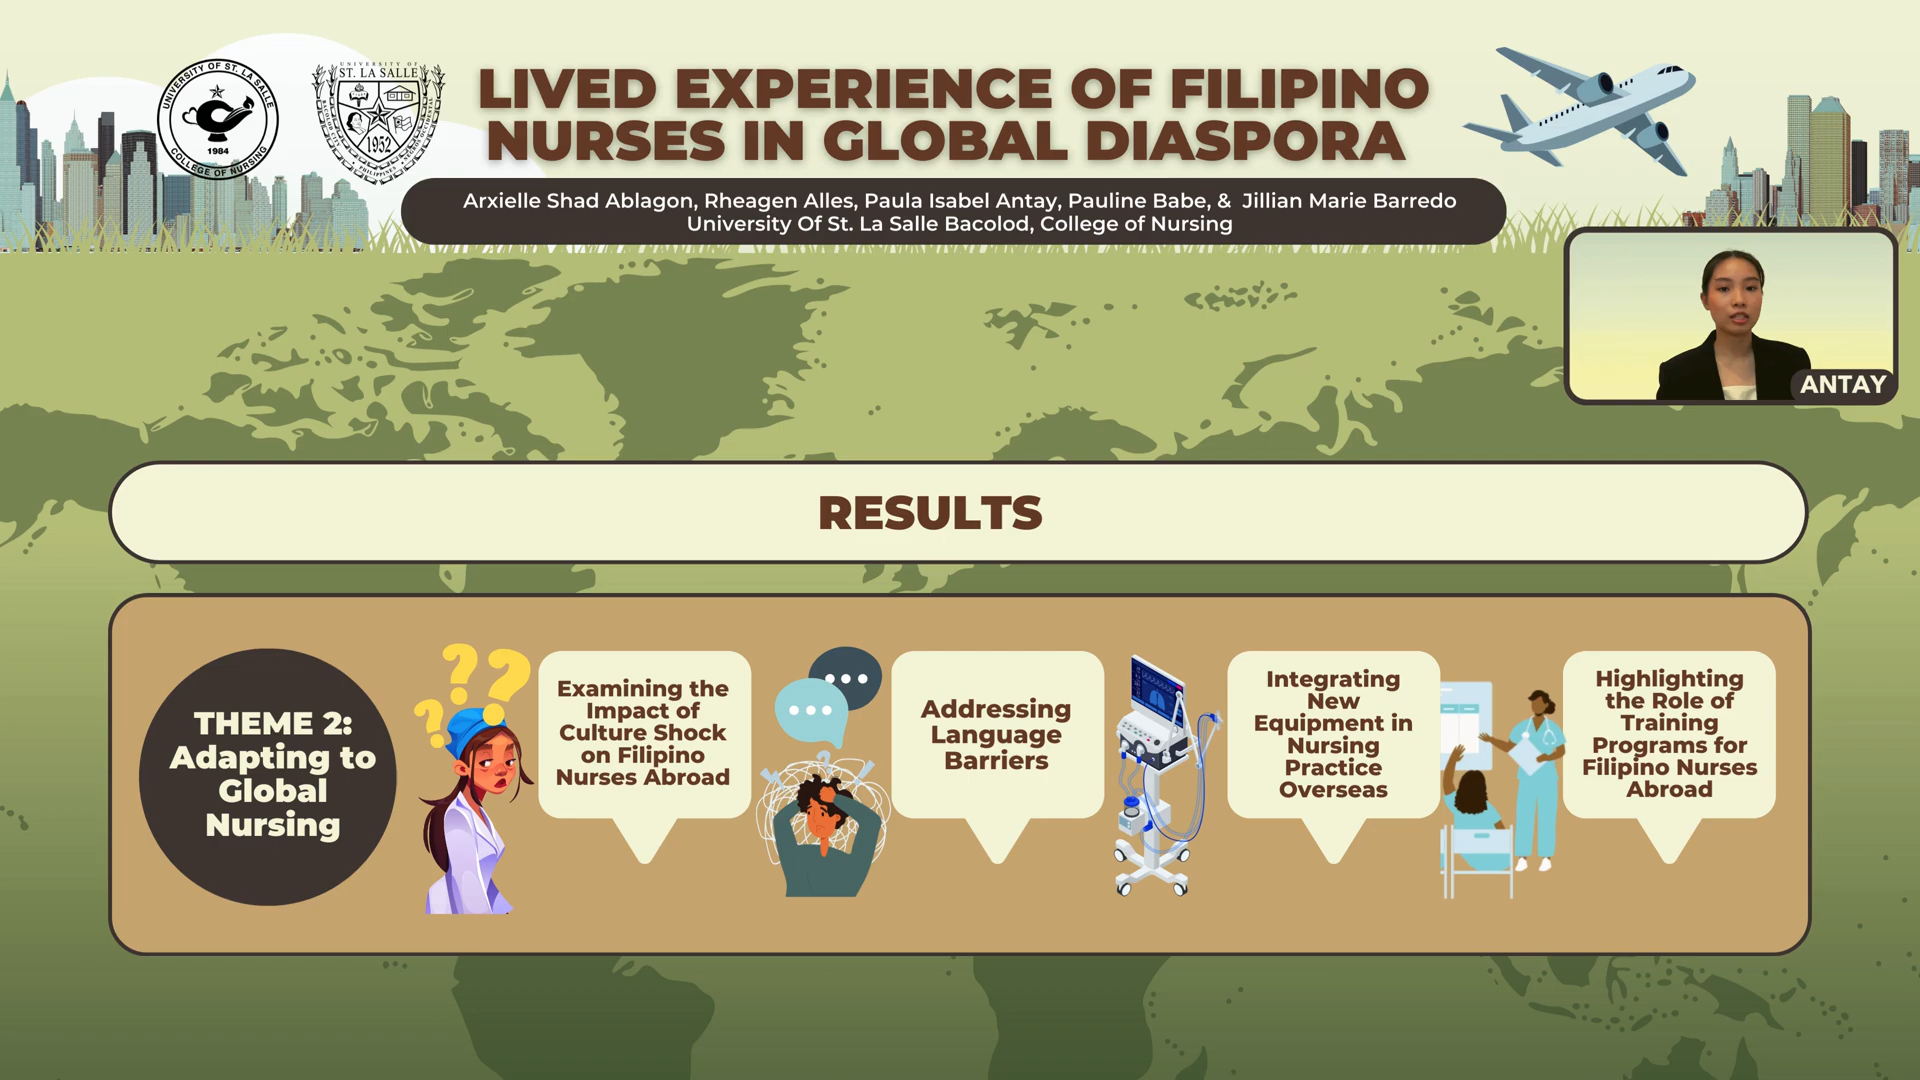 UNIVERSITY OF ST. LA SALLE
1984
COLLEGE OF NURSING
UNIVERSITY OF
ST. LA SALLE
1952
PHILIPPINES
LIVED EXPERIENCE OF FILIPINO
NURSES IN GLOBAL DIASPORA
Arxielle Shad Ablagon, Rheagen Alles, Paula Isabel Antay, Pauline Babe, & Jillian Marie Barredo
University Of St. La Salle Bacolod, College of Nursing
ANTAY
RESULTS
THEME 2:
Adapting to
Global
Nursing
Examining the
Impact of
Culture Shock
on Filipino
Nurses Abroad
Addressing
Language
Barriers
Integrating
New
Equipment in
Nursing
Practice
Overseas
Highlighting
the Role of
Training
Programs for
Filipino Nurses
Abroad